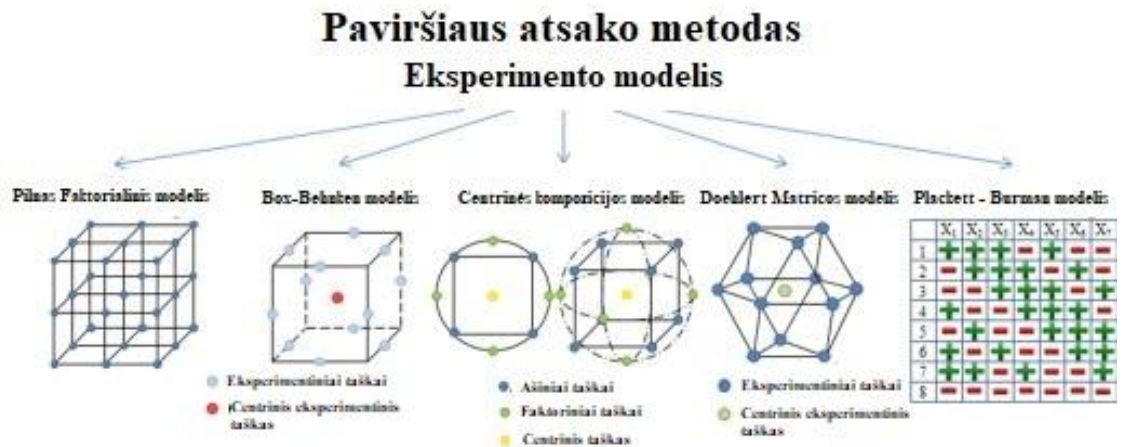 Paviršiaus atsako metodas
Eksperimento modelis
Pilnas Faktorialinis modelis
Box-Behnken modelis
Centrinės kompozicijos modelis
Doehlert Matricos modelis
Plackett - Burman modelis
Eksperimentiniai taškai
Centrinis eksperimentinis
taškas
Ašiniai taškai
Faktoriniai taškai
Centrinis taškas
Eksperimentiniai taškai
Centrinis eksperimentinis
taškas
X₁ X₂ X₃ X₄ X₅ X₆ X₇
1 + + + - + - -
2 - + + + - + -
3 - - + + + - +
4 + - - + + + -
5 - + - - + + +
6 + - + - - + +
7 + + - + - - +
8 - - - - - - -